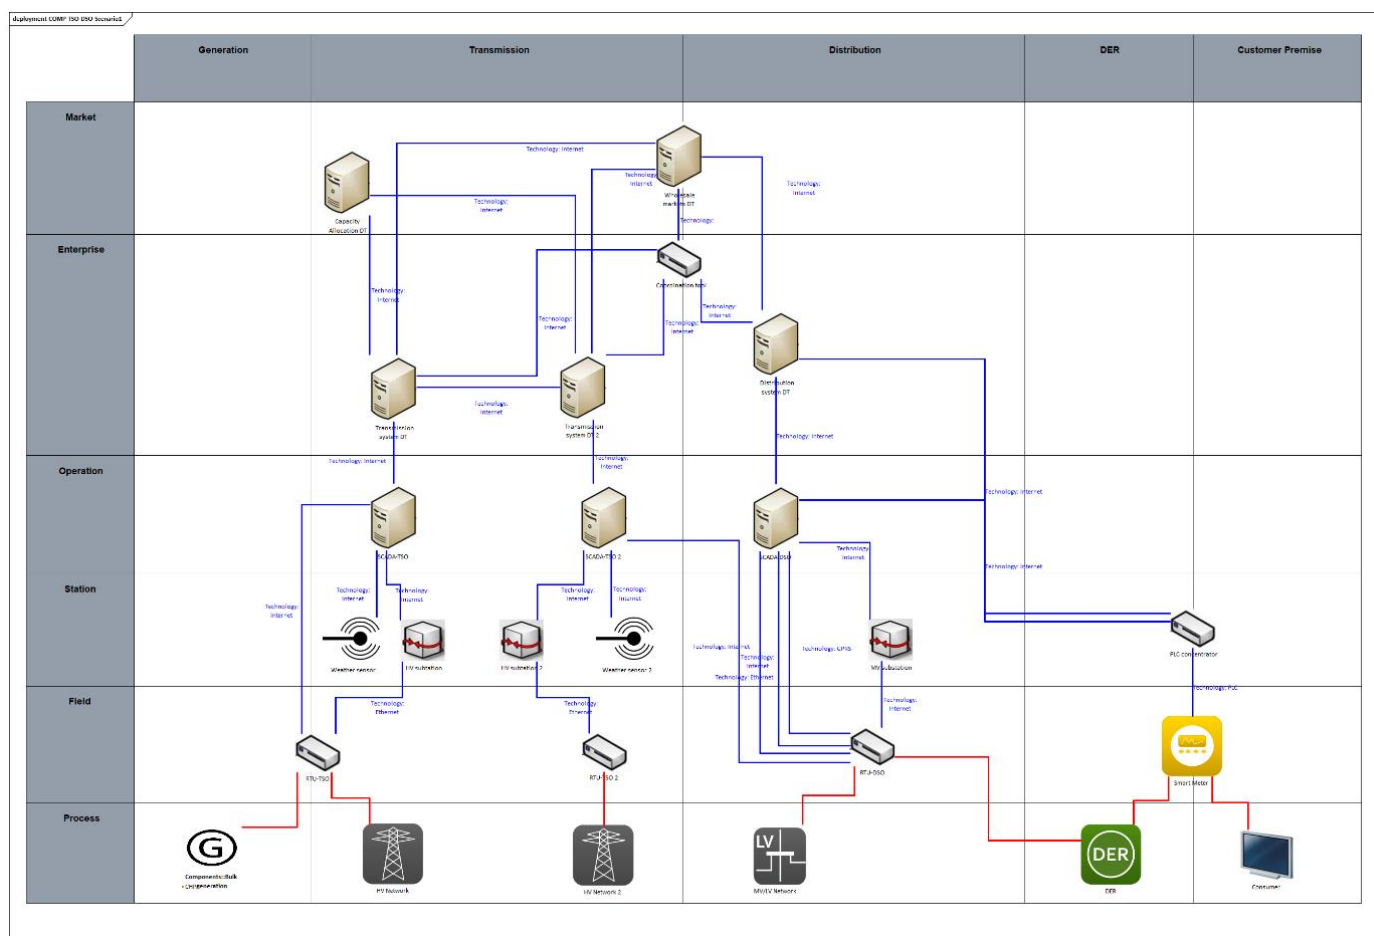 deployment COMP TSO DSO Scenario1
Generation
Transmission
Distribution
DER
Customer Premise
Market
Technology: Internet
Wholesale
market DT
Technology:
Internet
Technology:
Internet
Technology:
Internet
Capacity
Allocation DT
Technology:
Enterprise
Coordination tool
Technology:
Internet
Technology:
Internet
Technology:
Internet
Technology:
Internet
Distribution
system DT
Technology:
Internet
Transmission
system DT
Transmission
system DT 2
Technology: Internet
Technology: Internet
Technology:
Internet
Operation
Technology: Internet
SCADA-TSO
SCADA-TSO 2
SCADA-DSO
Technology:
Internet
Technology: Internet
Station
Technology:
Internet
Technology:
Internet
Technology:
Internet
Technology:
Internet
Technology:
Internet
Technology: Internet
Technology: GPRS
Technology:
Internet
Technology: Ethernet
Weather sensor
HV subtation
HV subtation 2
Weather sensor 2
MV substation
PLC concentrator
Technology: PLC
Field
Technology:
Ethernet
Technology:
Ethernet
Technology:
Internet
RTU-TSO
RTU-TSO 2
RTU-DSO
Smart Meter
Process
G
LV
DER
Components::Bulk
CHPgeneration
HV Network
HV Network 2
MV/LV Network
DER
Consumer